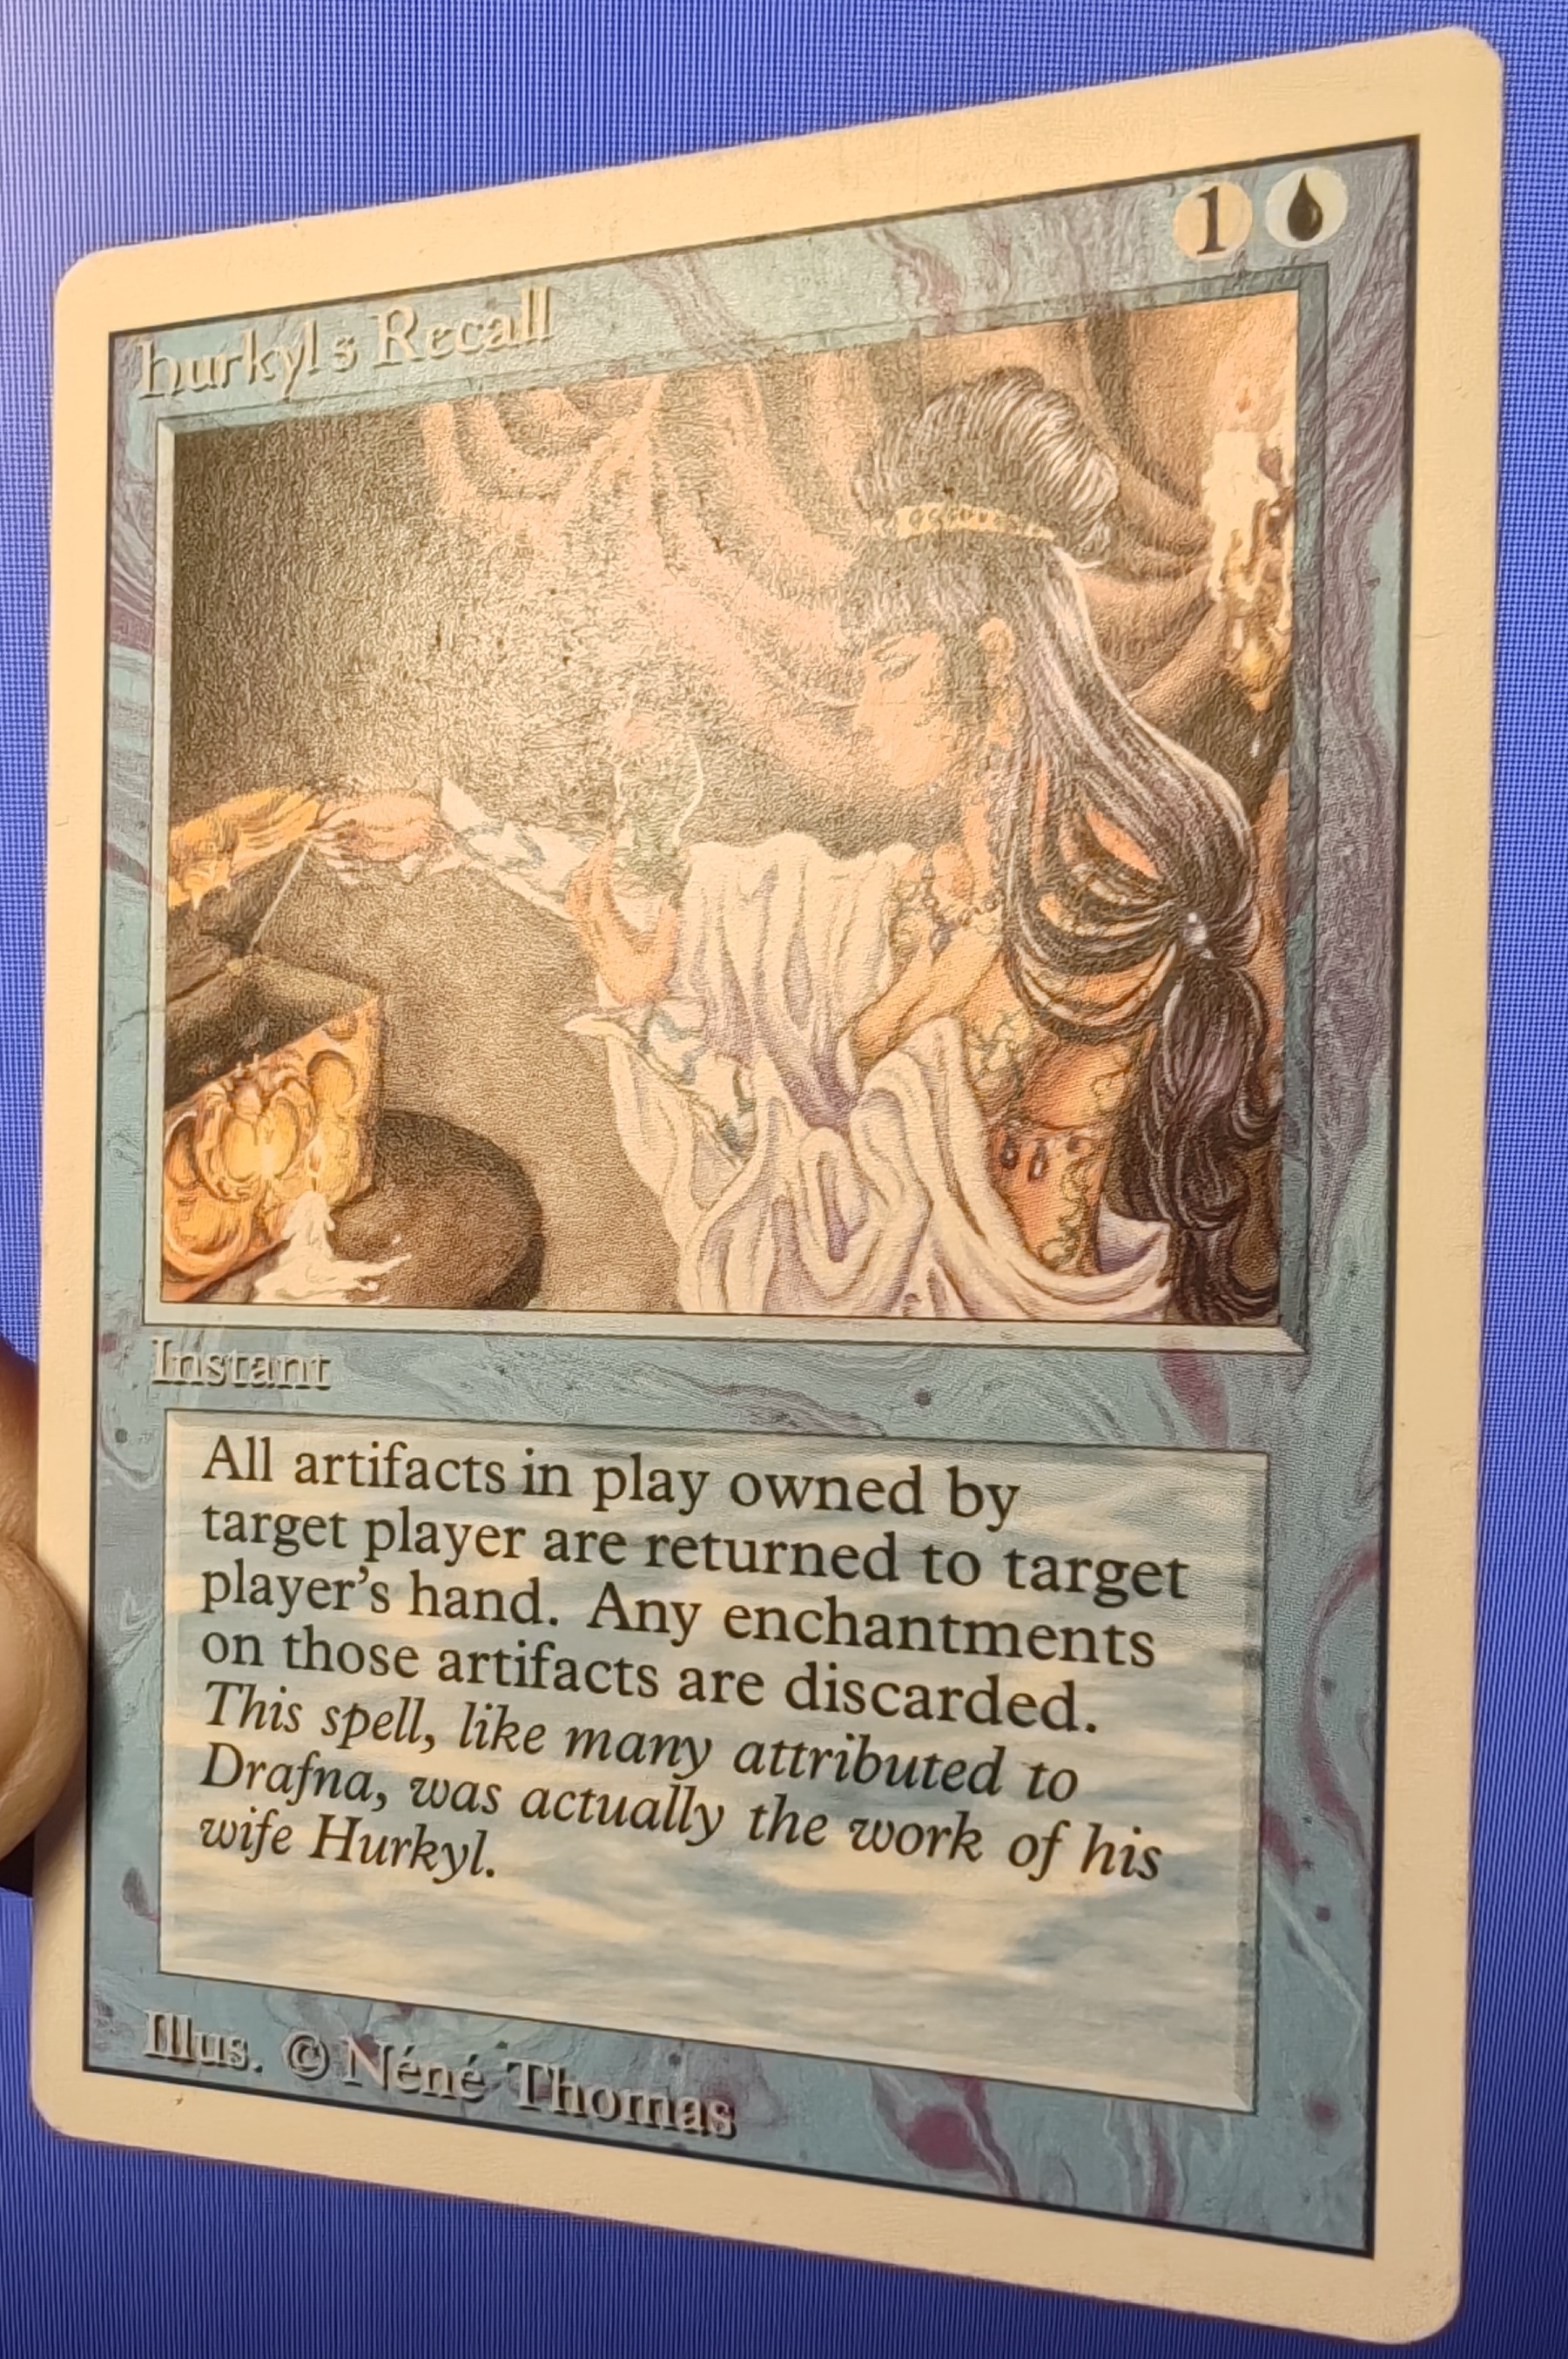 Hurkyl's Recall
1
Instant
All artifacts in play owned by
target player are returned to target
player's hand. Any enchantments
on those artifacts are discarded.
This spell, like many attributed to
Drafna, was actually the work of his
wife Hurkyl.
Illus. © Néné Thomas